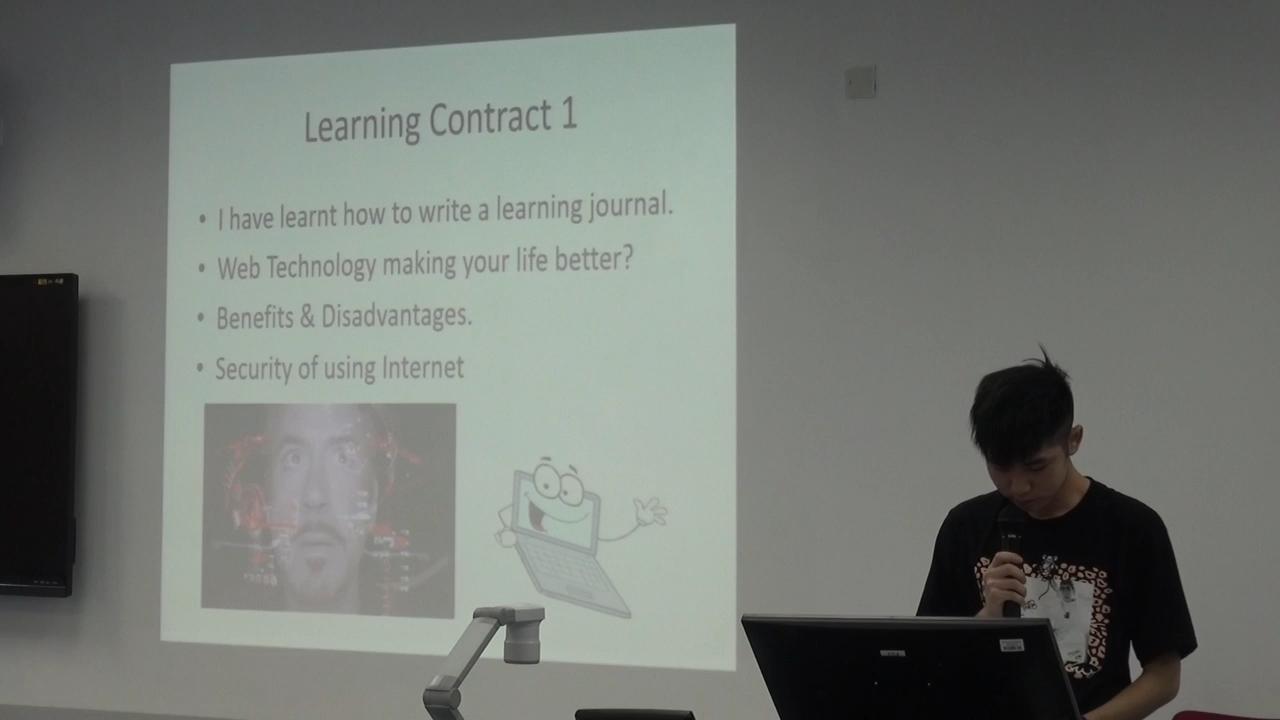 Learning Contract 1
• I have learnt how to write a learning journal.
• Web Technology making your life better?
• Benefits & Disadvantages.
• Security of using Internet